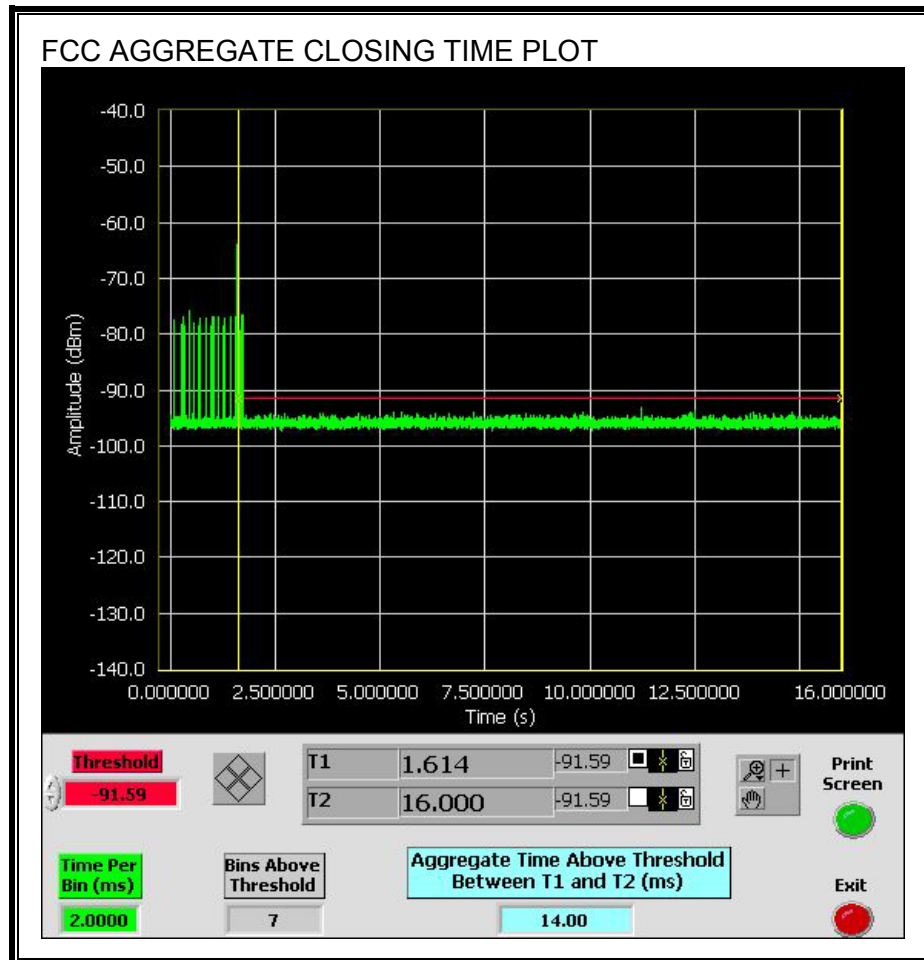 FCC AGGREGATE CLOSING TIME PLOT
-40.0
-50.0
-60.0
-70.0
-80.0
-90.0
-100.0
-110.0
-120.0
-130.0
-140.0
Amplitude (dBm)
0.000000 2.500000 5.000000 7.500000 10.000000 12.500000 16.000000
Time (s)
Threshold
-91.59
T1 1.614 -91.59
T2 16.000 -91.59
Print
Screen
Time Per
Bin (ms)
2.0000
Bins Above
Threshold
7
Aggregate Time Above Threshold
Between T1 and T2 (ms)
14.00
Exit